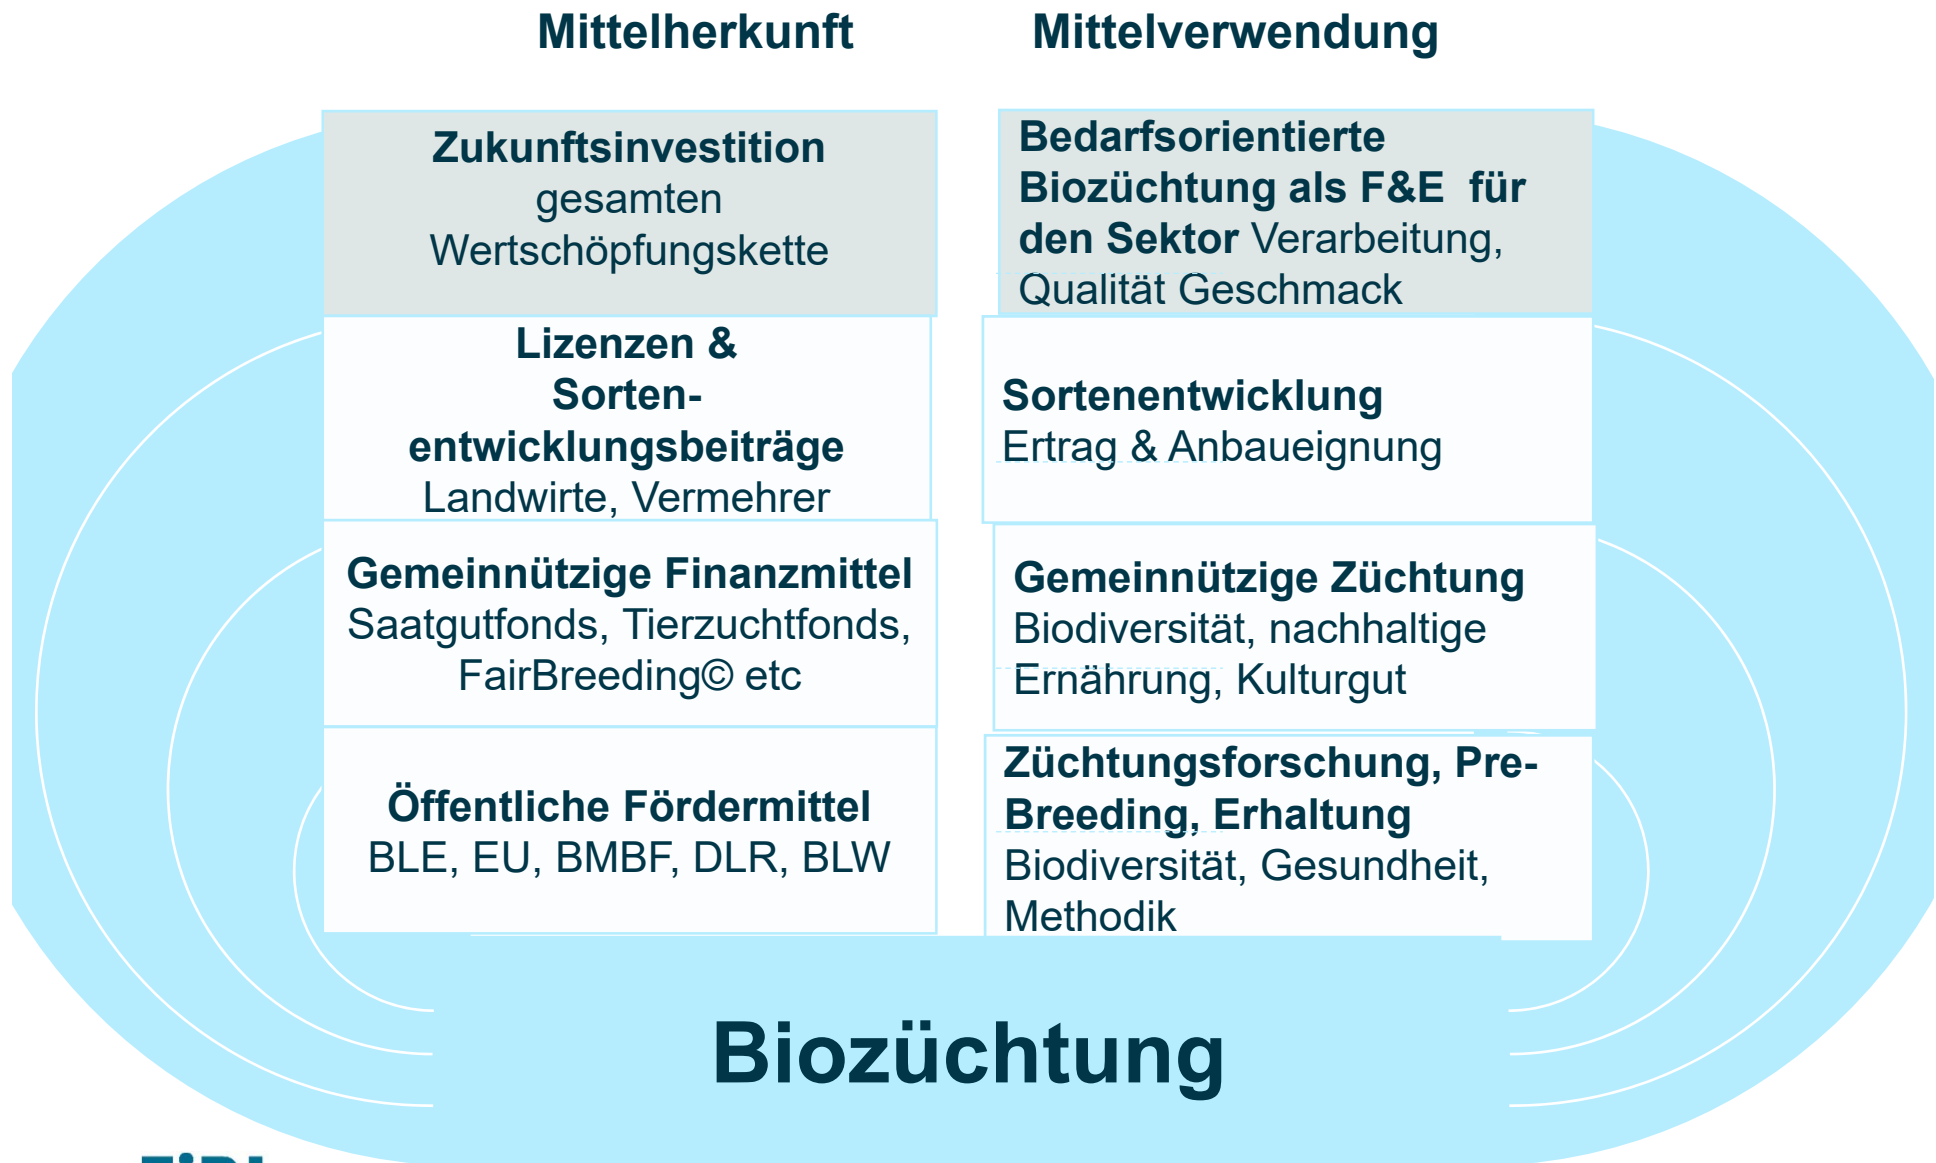 Mittelherkunft
Mittelverwendung
Zukunftsinvestition
gesamten
Wertschöpfungskette
Bedarfsorientierte
Biozüchtung als F&E für
den Sektor Verarbeitung,
Qualität Geschmack
Lizenzen &
Sorten-
entwicklungsbeiträge
Landwirte, Vermehrer
Sortenentwicklung
Ertrag & Anbaueignung
Gemeinnützige Finanzmittel
Saatgutfonds, Tierzuchtfonds,
FairBreeding© etc
Gemeinnützige Züchtung
Biodiversität, nachhaltige
Ernährung, Kulturgut
Öffentliche Fördermittel
BLE, EU, BMBF, DLR, BLW
Züchtungsforschung, Pre-
Breeding, Erhaltung
Biodiversität, Gesundheit,
Methodik
Biozüchtung